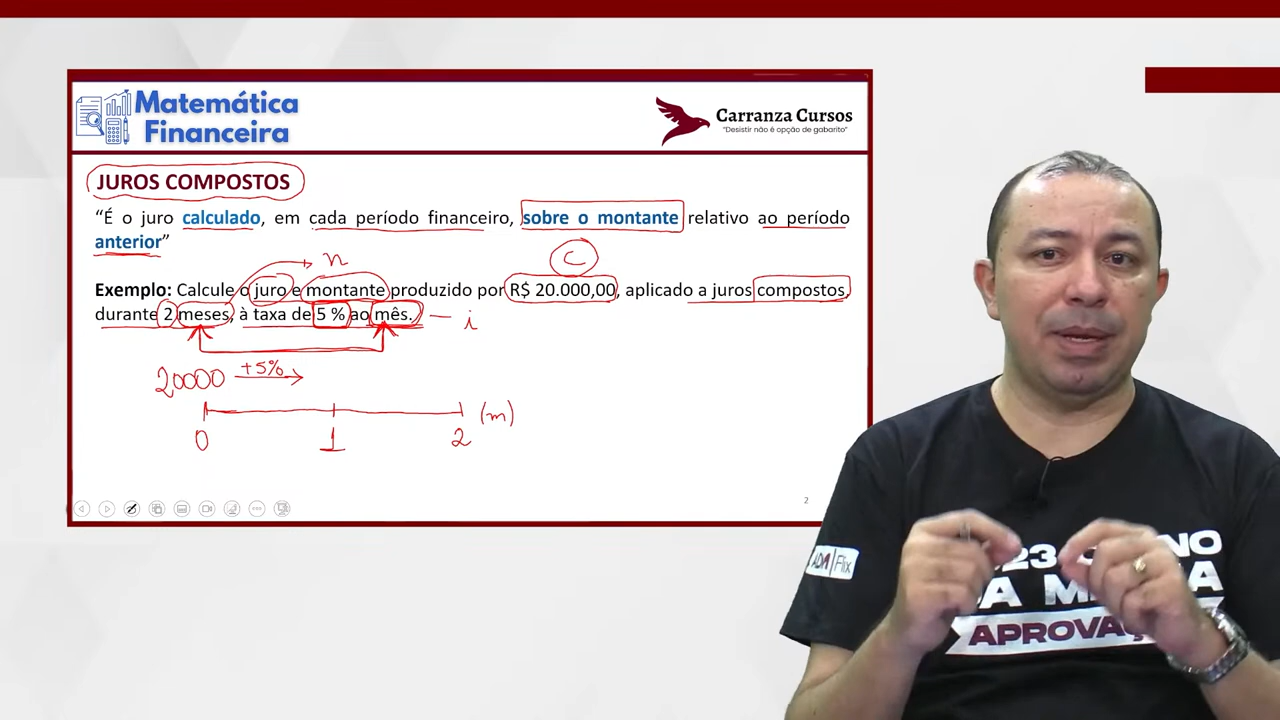 Matemática
Financeira
Carranza Cursos
"Desistir não é opção de gabarito"
JUROS COMPOSTOS
“É o juro calculado, em cada período financeiro, sobre o montante relativo ao período
anterior”
n
C
Exemplo: Calcule o juro e montante produzido por R$ 20.000,00, aplicado a juros compostos,
durante 2 meses, à taxa de 5 % ao mês.
i
20000 +5%
(m)
0 1 2
2
ADA|Flix
APROVAÇ